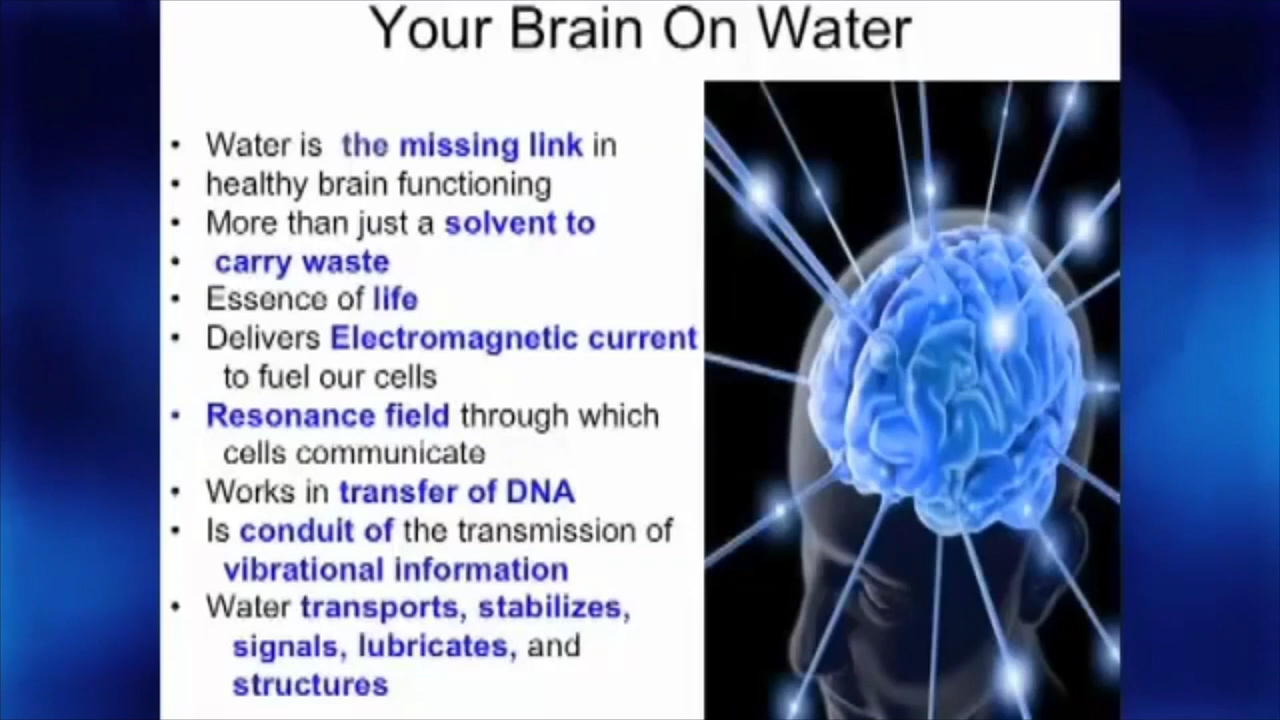 Your Brain On Water
• Water is the missing link in
• healthy brain functioning
• More than just a solvent to
• carry waste
• Essence of life
• Delivers Electromagnetic current
to fuel our cells
• Resonance field through which
cells communicate
• Works in transfer of DNA
• Is conduit of the transmission of
vibrational information
• Water transports, stabilizes,
signals, lubricates, and
structures